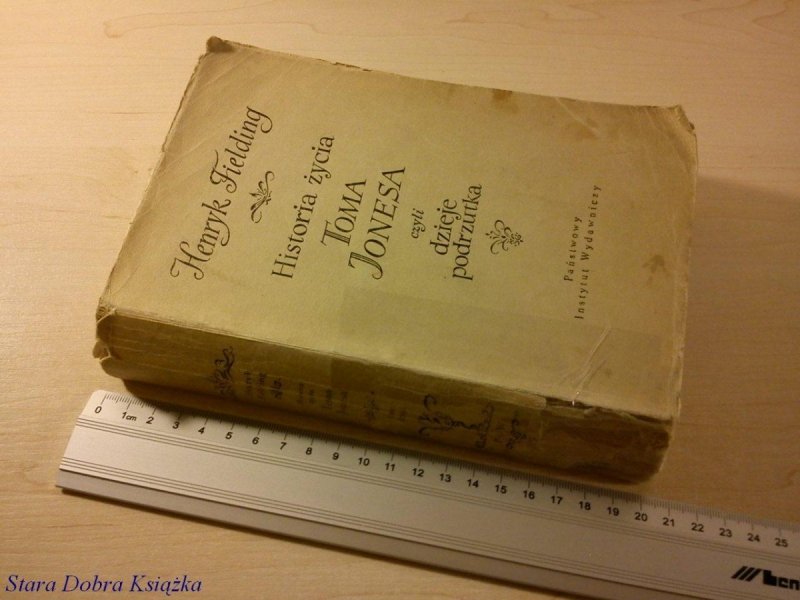 Henryk Fielding
Historia życia
TOMA
JONESA
czyli
dzieje
podrzutka
Państwowy
Instytut Wydawniczy
0 1cm 2 3 4 5 6 7 8 9 10 11 12 13 14 15 16 17 18 19 20 21 22 23 24 25
Stara Dobra Książka